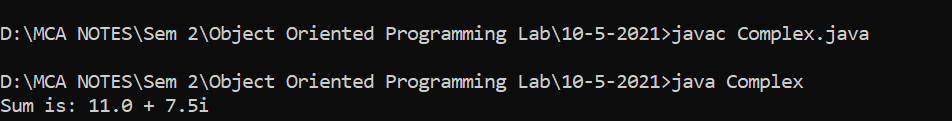 D:\MCA NOTES\Sem 2\Object Oriented Programming Lab\10-5-2021>javac Complex.java
D:\MCA NOTES\Sem 2\Object Oriented Programming Lab\10-5-2021>java Complex
Sum is: 11.0 + 7.5i